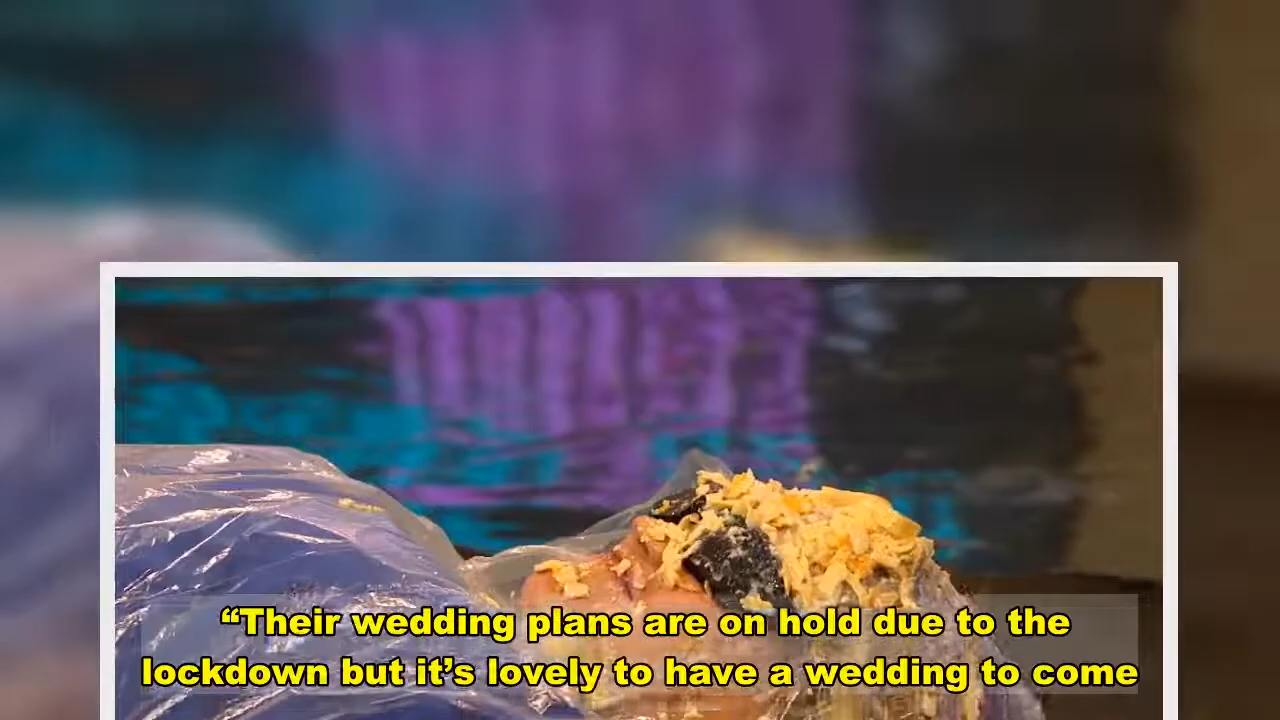 “Their wedding plans are on hold due to the
lockdown but it’s lovely to have a wedding to come